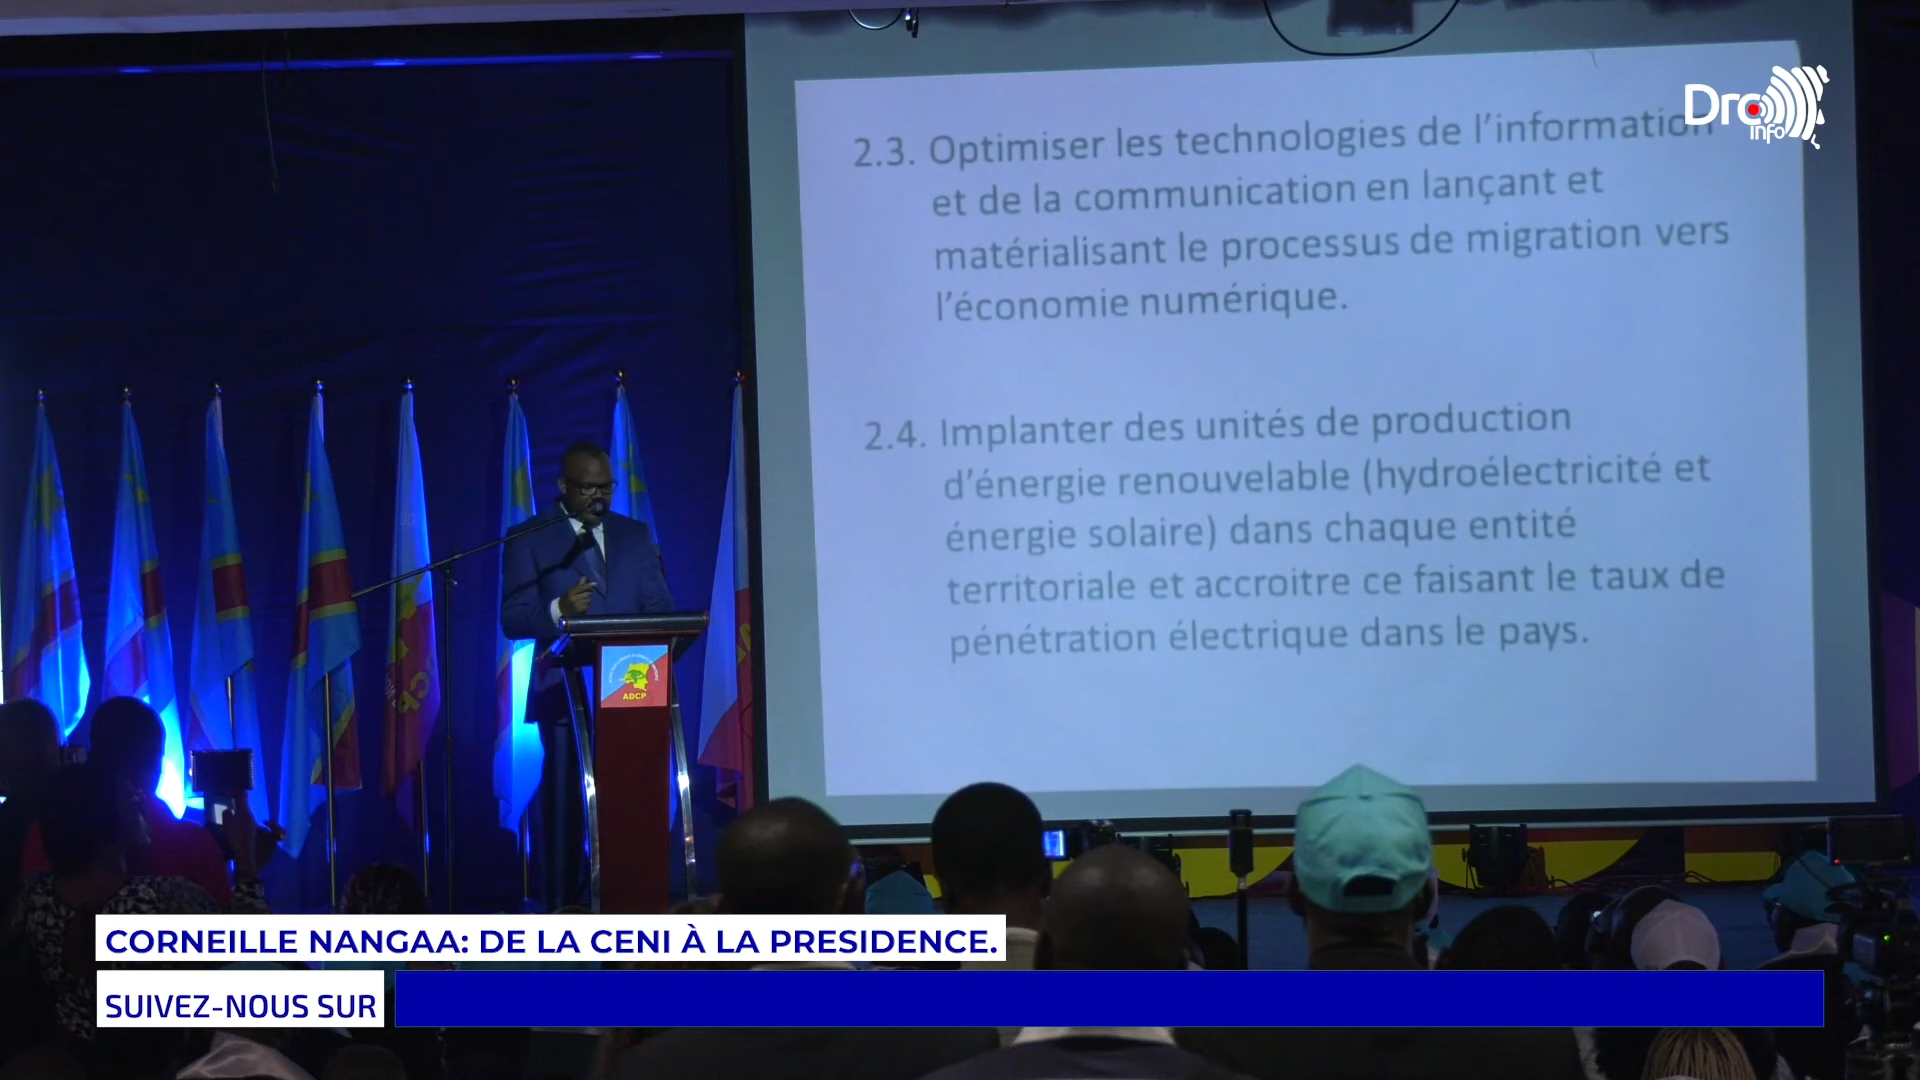 Drc
info
2.3. Optimiser les technologies de l'information
et de la communication en lançant et
matérialisant le processus de migration vers
l'économie numérique.
2.4. Implanter des unités de production
d'énergie renouvelable (hydroélectricité et
énergie solaire) dans chaque entité
territoriale et accroitre ce faisant le taux de
pénétration électrique dans le pays.
ADCP
CORNEILLE NANGAA: DE LA CENI À LA PRESIDENCE.
SUIVEZ-NOUS SUR